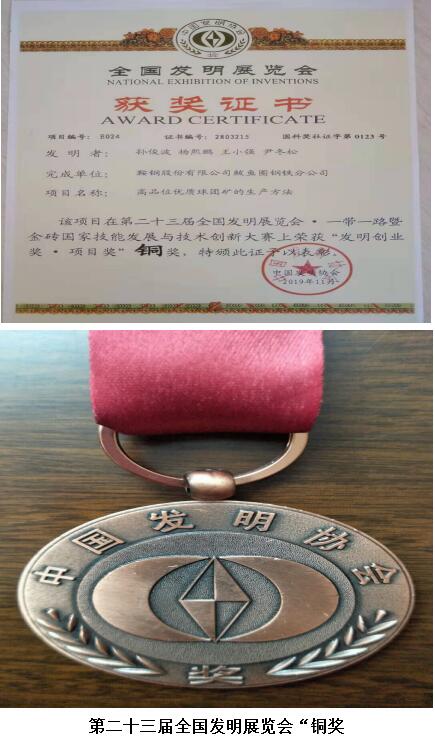 中国发明协会
奖
全国发明展览会
NATIONAL EXHIBITION OF INVENTIONS
获奖证书
AWARD CERTIFICATE
项目编号：E024 证书编号：2803215 国科奖社证字第0123号
发明者：孙俊波 杨熙鹏 王小强 尹冬松
完成单位：鞍钢股份有限公司鲅鱼圈钢铁分公司
项目名称：高品位优质球团矿的生产方法
该项目在第二十三届全国发明展览会·一带一路暨
金砖国家技能发展与技术创新大赛上荣获“发明创业
奖·项目奖”铜奖，特颁此证予以表彰。
中国发明协会
2019年11月
中国发明协会
奖
第二十三届全国发明展览会“铜奖